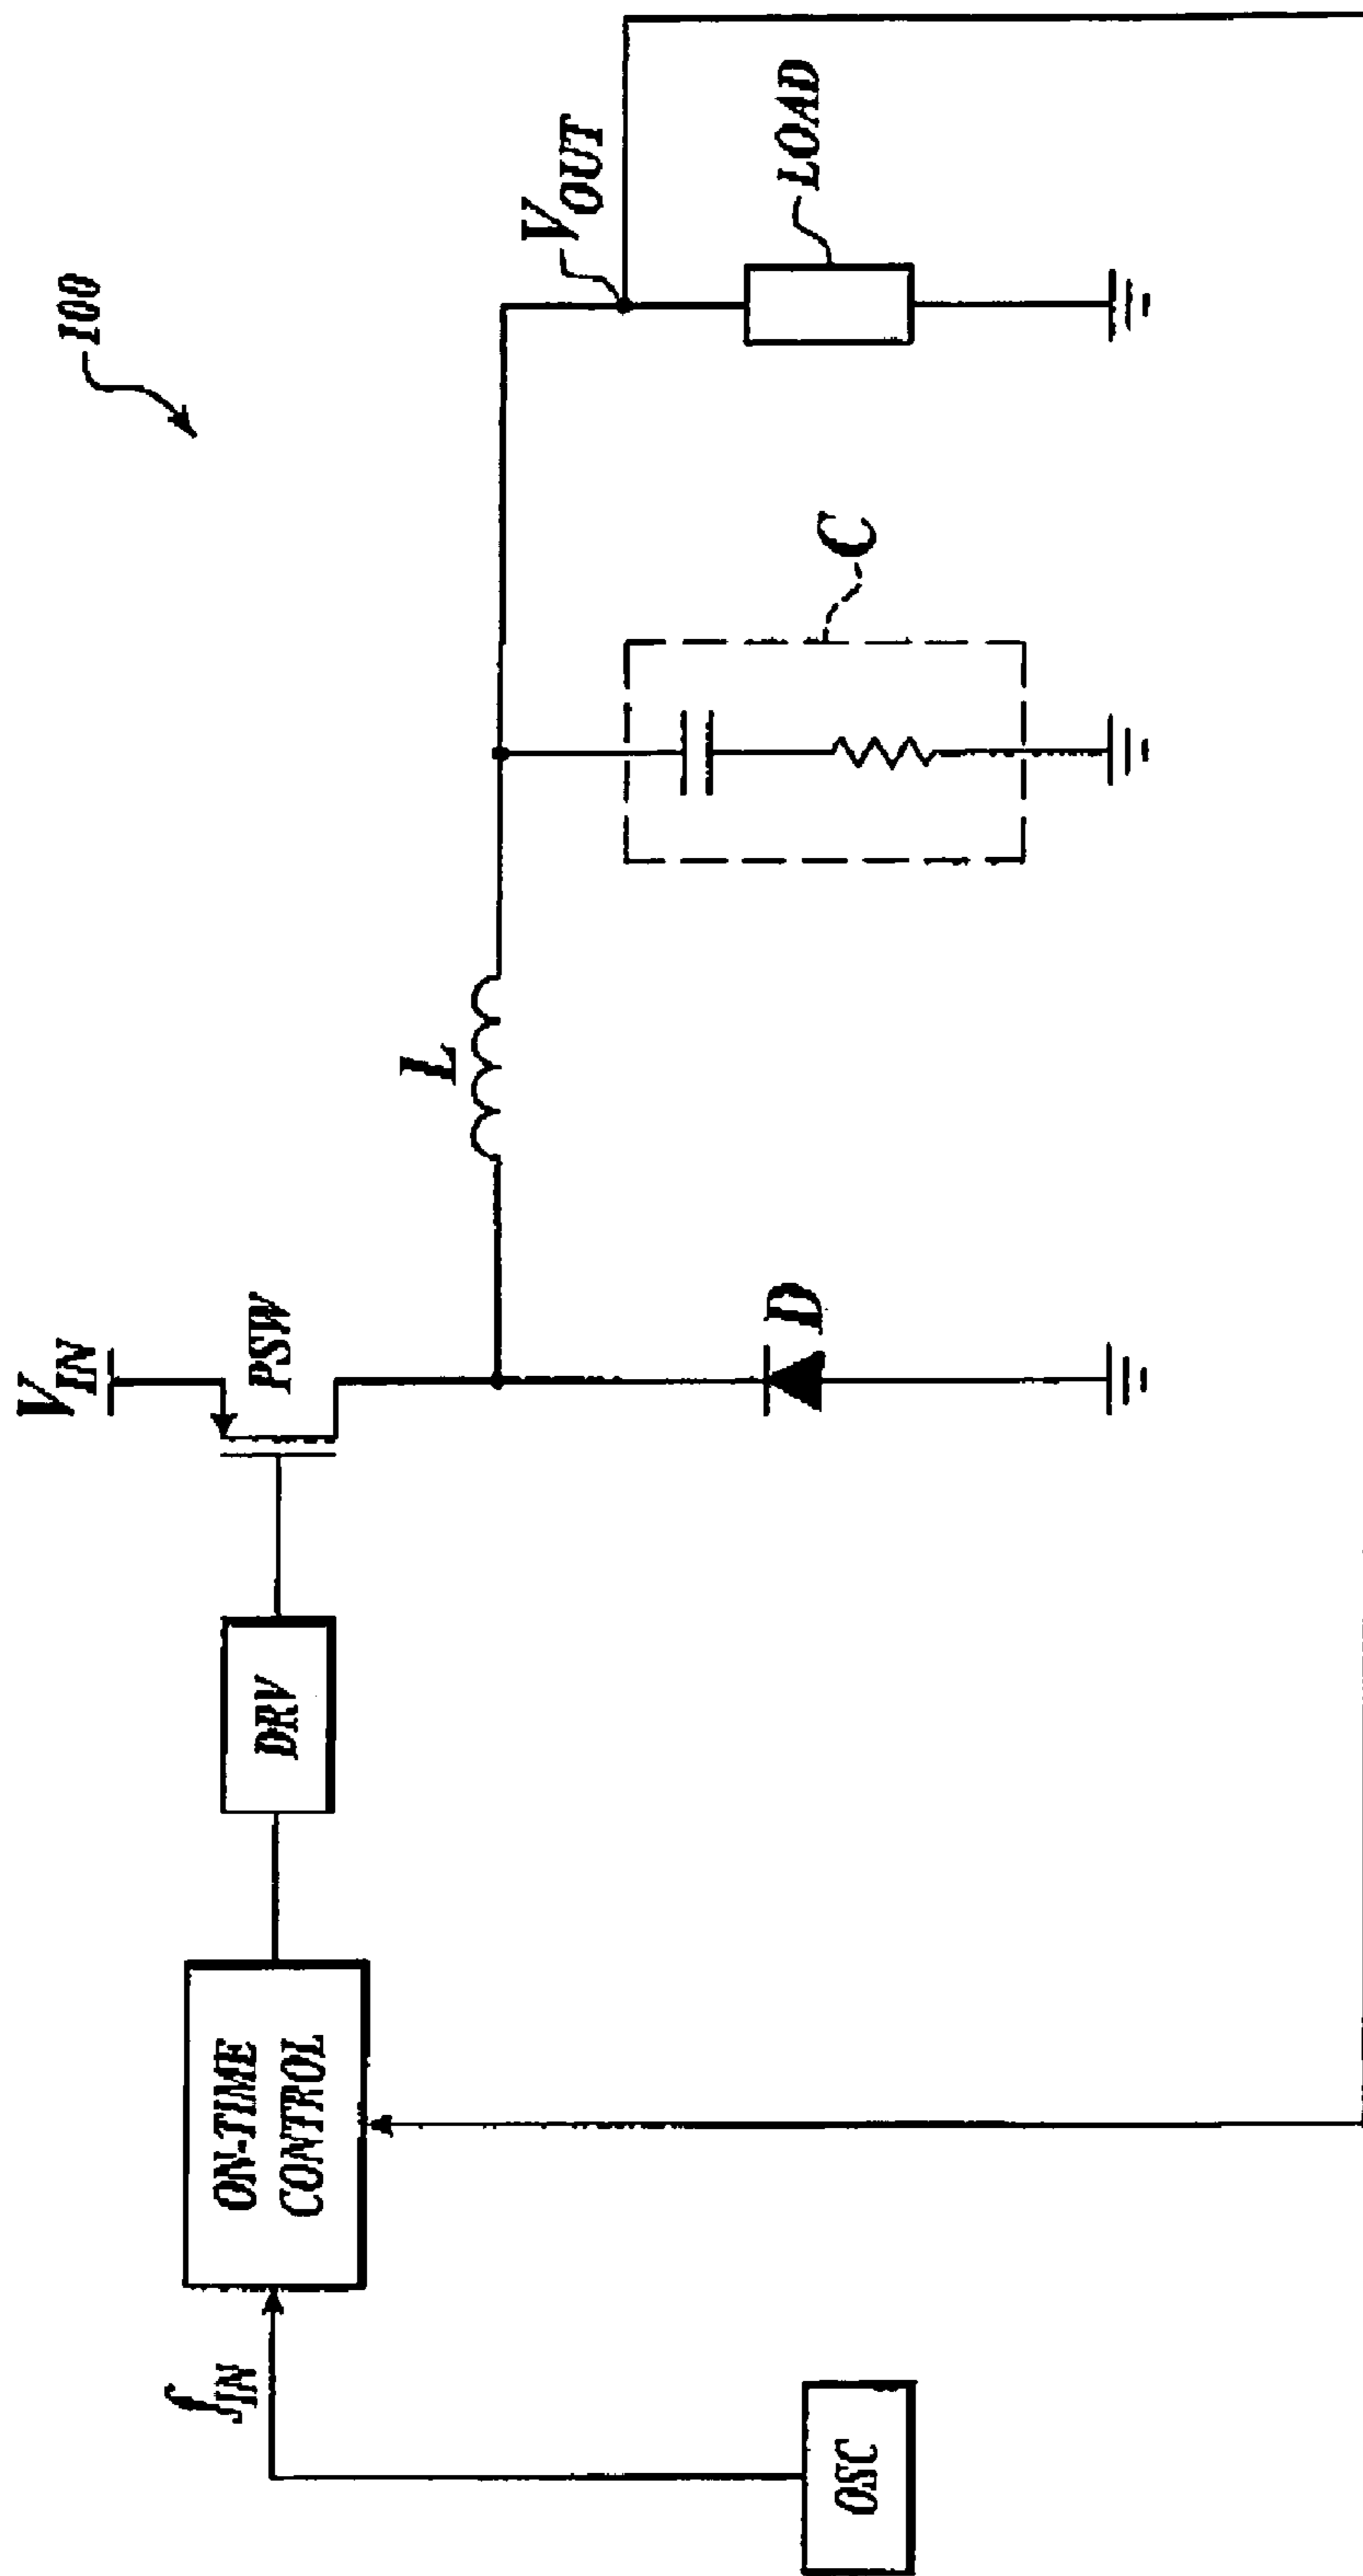 100
V_IN
PSW
L
V_OUT
f_IN
ON-TIME
CONTROL
DRV
D
C
LOAD
OSC